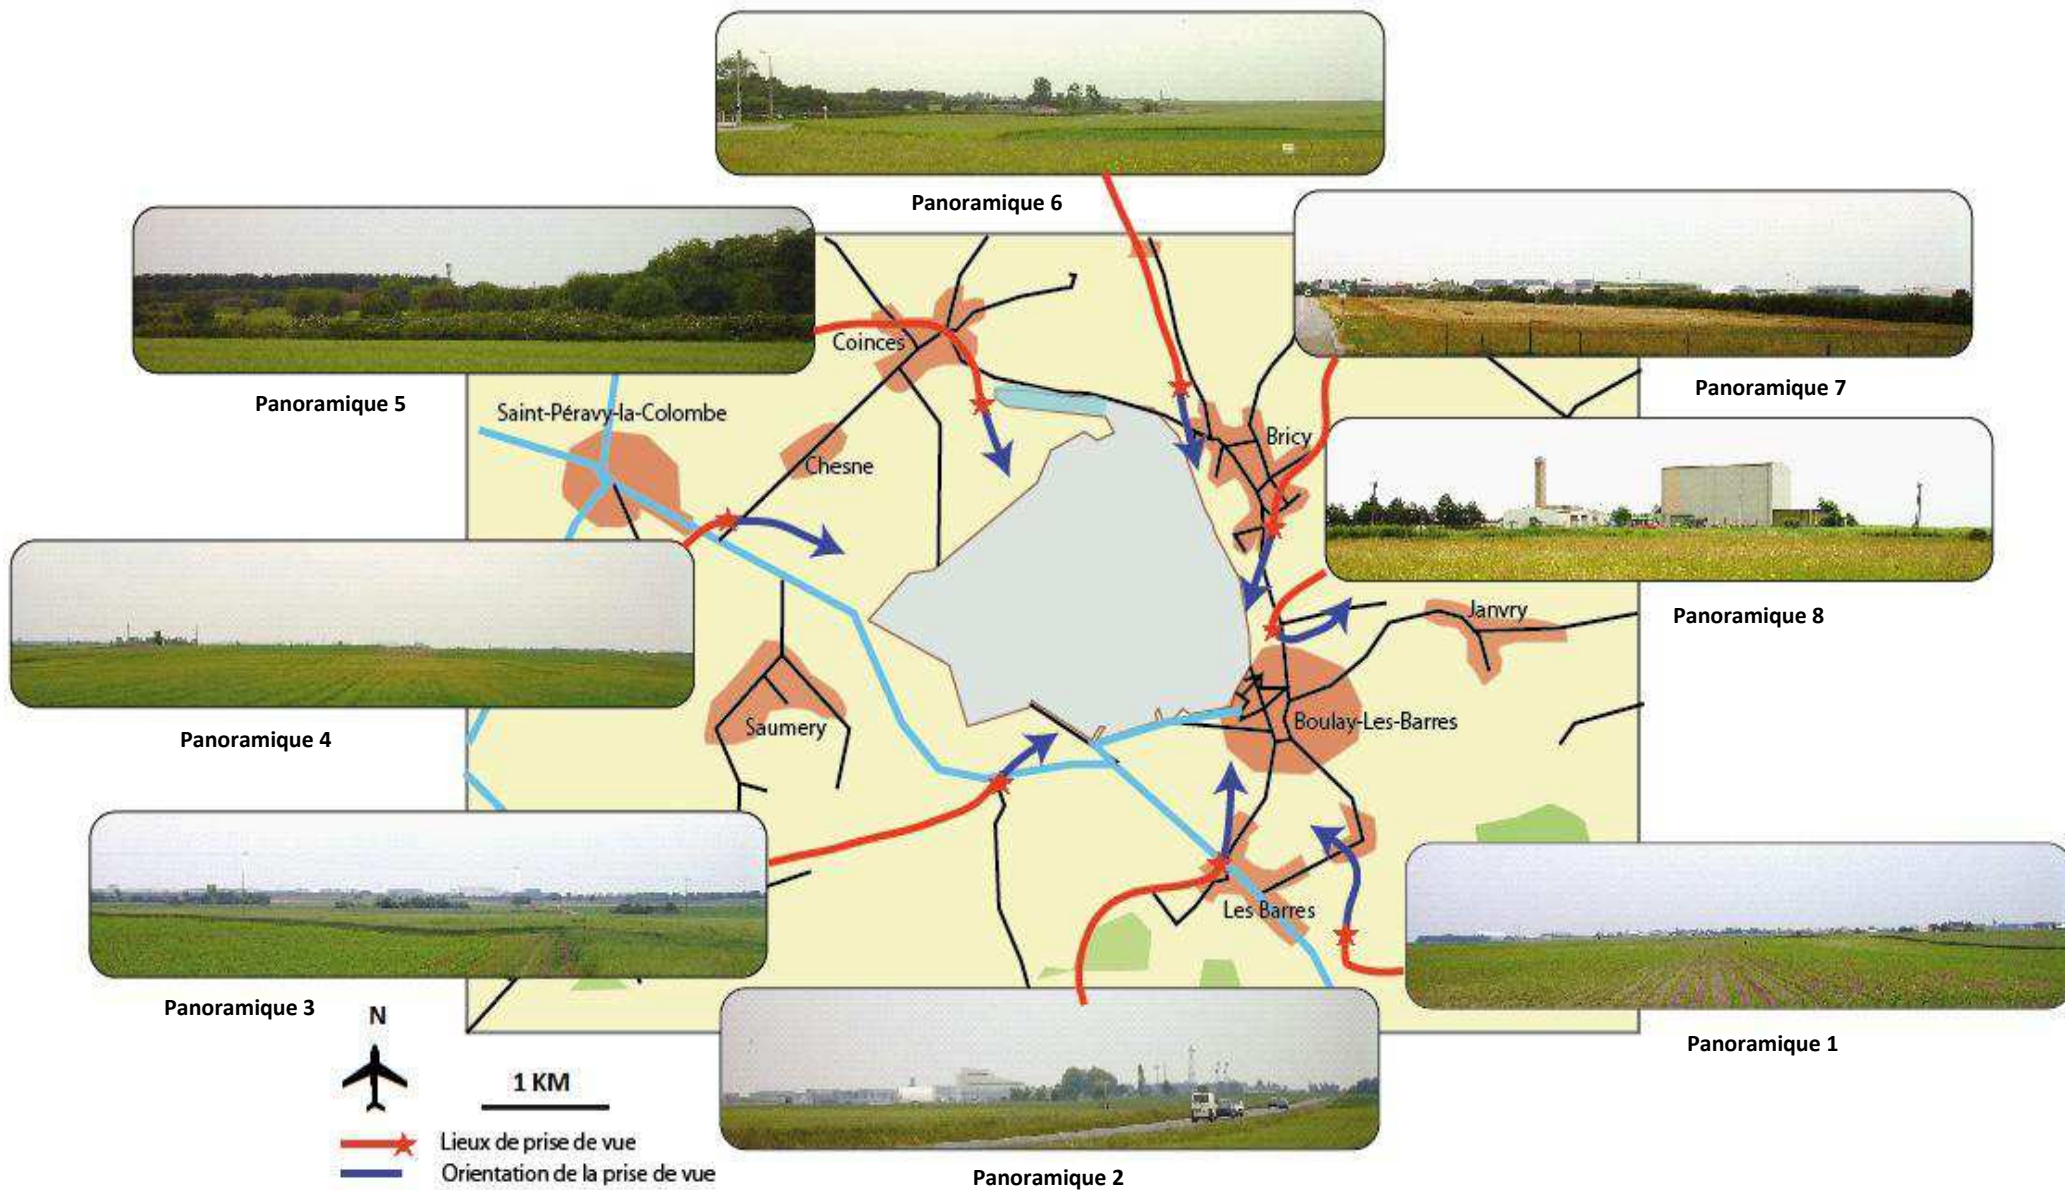 Panoramique 6
Panoramique 5
Panoramique 7
Coinces
Saint-Péravy-la-Colombe
Bricy
Chesne
Janvry
Panoramique 8
Saumery
Boulay-Les-Barres
Panoramique 4
Les Barres
Panoramique 3
N
1 KM
Panoramique 1
Lieux de prise de vue
Orientation de la prise de vue
Panoramique 2